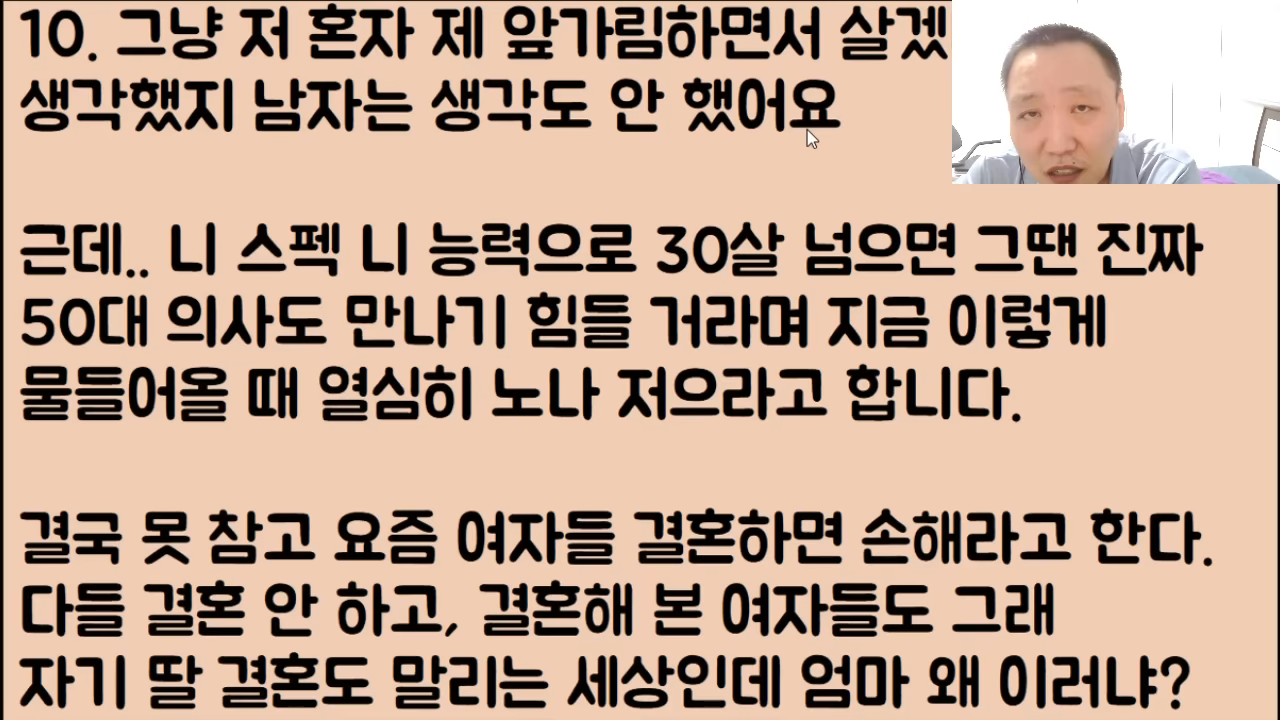 10. 그냥 저 혼자 제 앞가림하면서 살겠
생각했지 남자는 생각도 안 했어요
근데.. 니 스펙 니 능력으로 30살 넘으면 그땐 진짜
50대 의사도 만나기 힘들 거라며 지금 이렇게
물들어올 때 열심히 노나 저으라고 합니다.
결국 못 참고 요즘 여자들 결혼하면 손해라고 한다.
다들 결혼 안 하고, 결혼해 본 여자들도 그래
자기 딸 결혼도 말리는 세상인데 엄마 왜 이러냐?